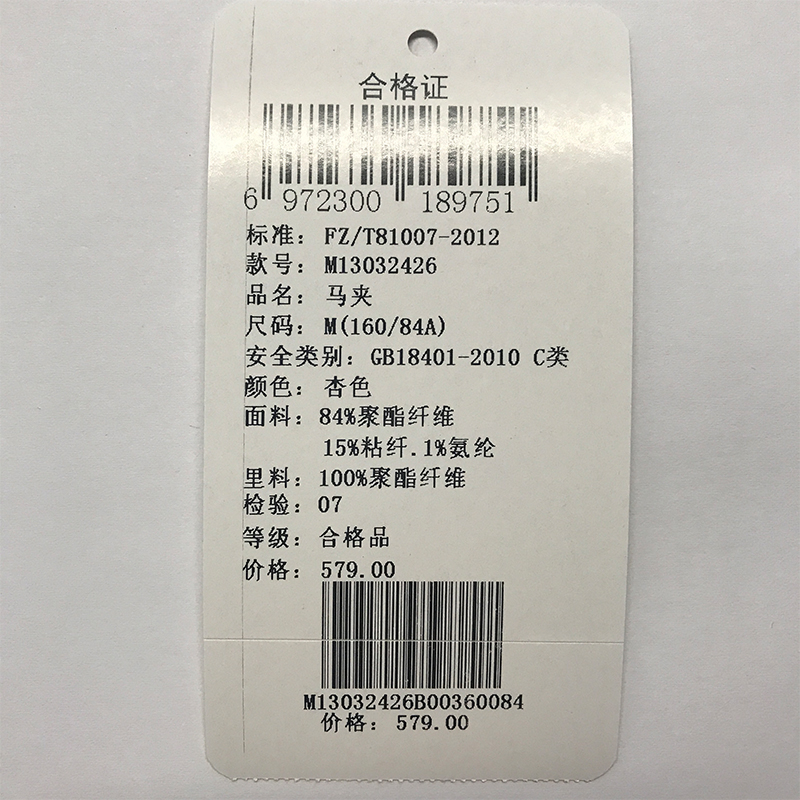 合格证
6 972300 189751
标准：FZ/T81007-2012
款号：M13032426
品名：马夹
尺码：M(160/84A)
安全类别：GB18401-2010 C类
颜色：杏色
面料：84%聚酯纤维
15%粘纤.1%氨纶
里料：100%聚酯纤维
检验：07
等级：合格品
价格：579.00
M13032426B00360084
价格：579.00